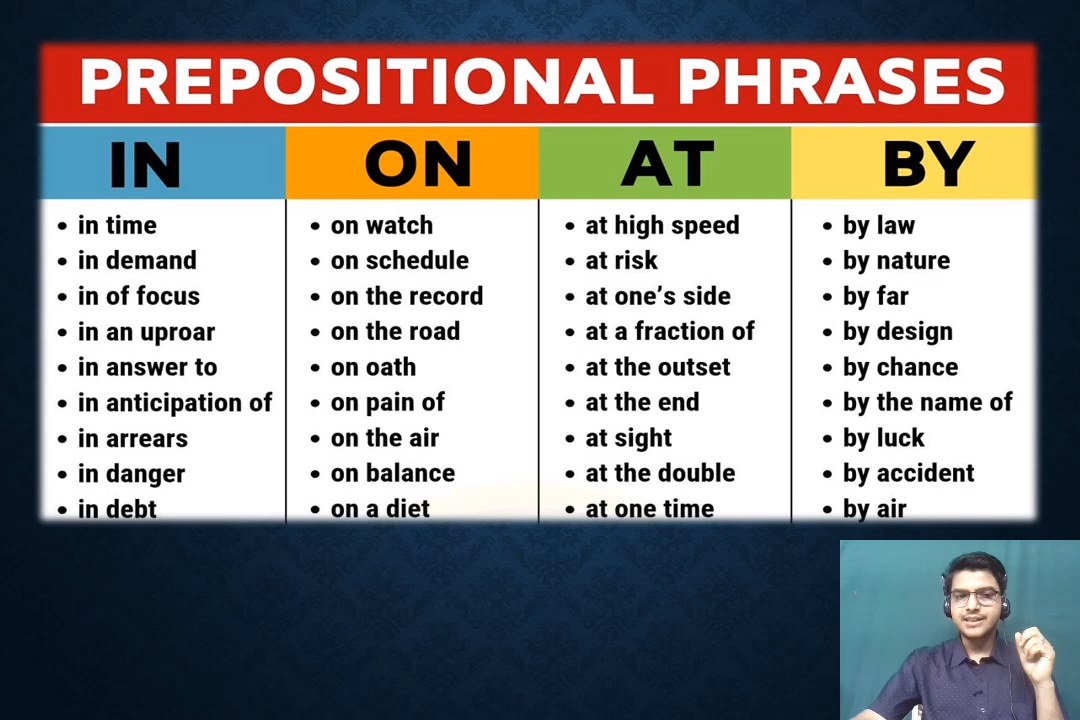 PREPOSITIONAL PHRASES
IN
ON
AT
BY
• in time
• in demand
• in of focus
• in an uproar
• in answer to
• in anticipation of
• in arrears
• in danger
• in debt
• on watch
• on schedule
• on the record
• on the road
• on oath
• on pain of
• on the air
• on balance
• on a diet
• at high speed
• at risk
• at one’s side
• at a fraction of
• at the outset
• at the end
• at sight
• at the double
• at one time
• by law
• by nature
• by far
• by design
• by chance
• by the name of
• by luck
• by accident
• by air